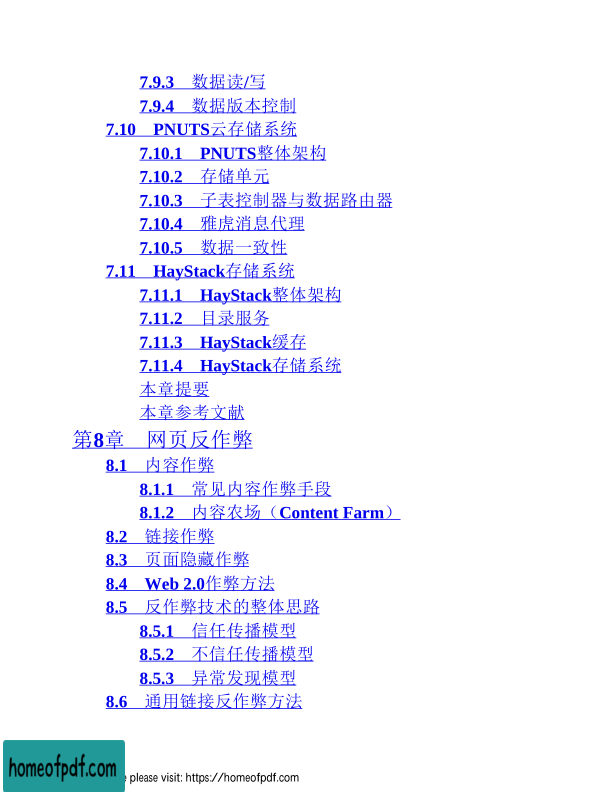 7.9.3　数据读/写
7.9.4　数据版本控制
7.10　PNUTS云存储系统
7.10.1　PNUTS整体架构
7.10.2　存储单元
7.10.3　子表控制器与数据路由器
7.10.4　雅虎消息代理
7.10.5　数据一致性
7.11　HayStack存储系统
7.11.1　HayStack整体架构
7.11.2　目录服务
7.11.3　HayStack缓存
7.11.4　HayStack存储系统
本章提要
本章参考文献
第8章　网页反作弊
8.1　内容作弊
8.1.1　常见内容作弊手段
8.1.2　内容农场（Content Farm）
8.2　链接作弊
8.3　页面隐藏作弊
8.4　Web 2.0作弊方法
8.5　反作弊技术的整体思路
8.5.1　信任传播模型
8.5.2　不信任传播模型
8.5.3　异常发现模型
8.6　通用链接反作弊方法
homeofpdf.com
please visit: https://homeofpdf.com